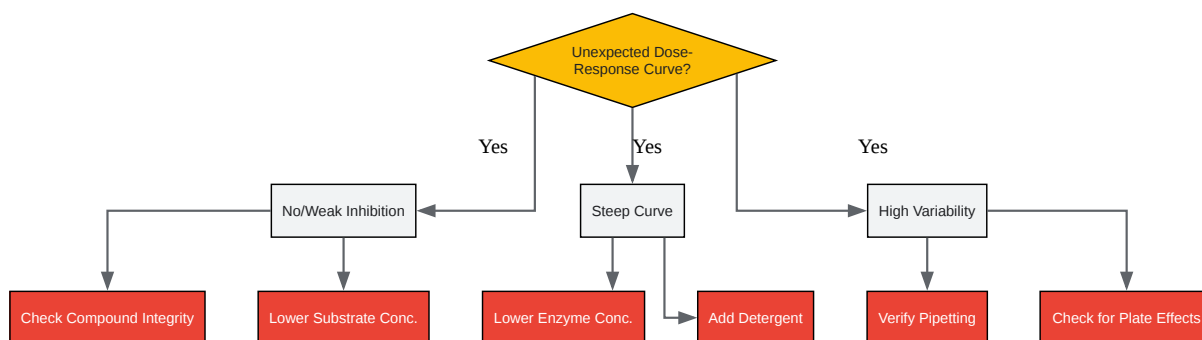 Unexpected Dose-
Response Curve?
Yes
Yes
Yes
No/Weak Inhibition
Steep Curve
High Variability
Check Compound Integrity
Lower Substrate Conc.
Lower Enzyme Conc.
Add Detergent
Verify Pipetting
Check for Plate Effects